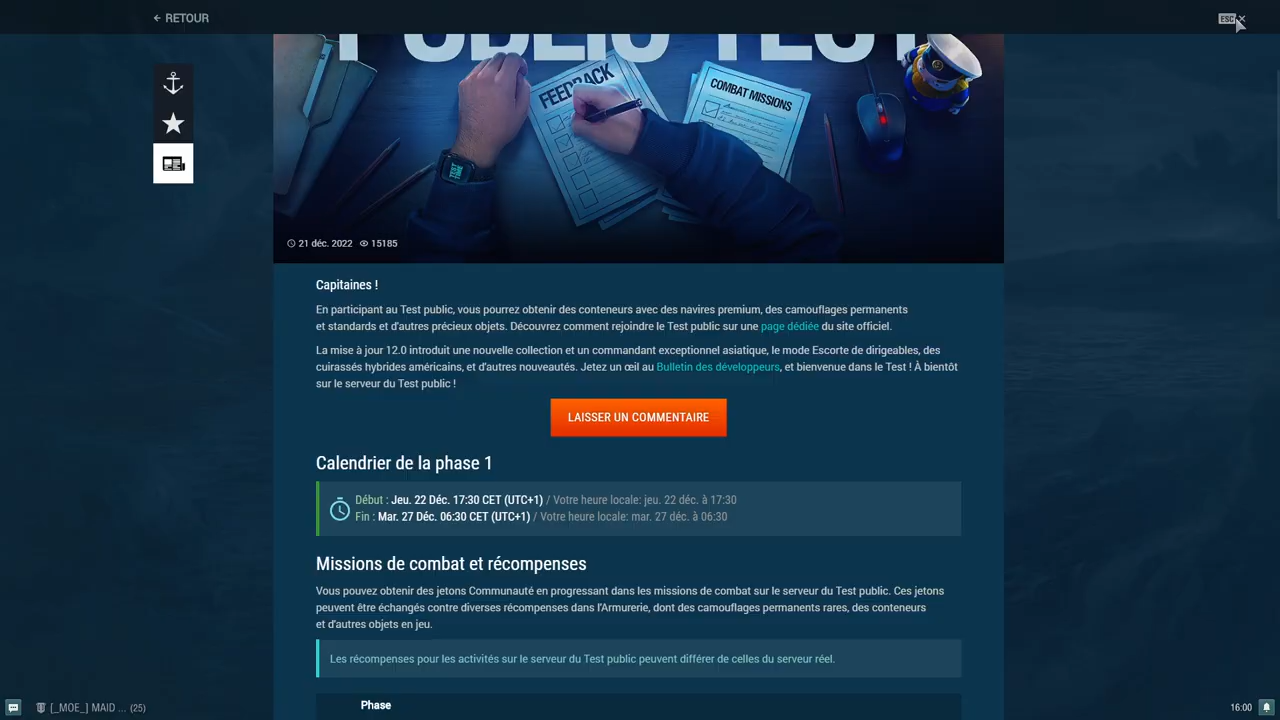 ← RETOUR
ESC ×
PUBLIC TEST
FEEDBACK
COMBAT MISSIONS
TEST TIME
21 déc. 2022 15185
Capitaines !
En participant au Test public, vous pourrez obtenir des conteneurs avec des navires premium, des camouflages permanents
et standards et d'autres précieux objets. Découvrez comment rejoindre le Test public sur une page dédiée du site officiel.
La mise à jour 12.0 introduit une nouvelle collection et un commandant exceptionnel asiatique, le mode Escorte de dirigeables, des
cuirassés hybrides américains, et d'autres nouveautés. Jetez un œil au Bulletin des développeurs, et bienvenue dans le Test ! À bientôt
sur le serveur du Test public !
LAISSER UN COMMENTAIRE
Calendrier de la phase 1
Début : Jeu. 22 Déc. 17:30 CET (UTC+1) / Votre heure locale: jeu. 22 déc. à 17:30
Fin : Mar. 27 Déc. 06:30 CET (UTC+1) / Votre heure locale: mar. 27 déc. à 06:30
Missions de combat et récompenses
Vous pouvez obtenir des jetons Communauté en progressant dans les missions de combat sur le serveur du Test public. Ces jetons
peuvent être échangés contre diverses récompenses dans l'Armurerie, dont des camouflages permanents rares, des conteneurs
et d'autres objets en jeu.
Les récompenses pour les activités sur le serveur du Test public peuvent différer de celles du serveur réel.
Phase
[_MOE_] MAID ... (25)
16:00